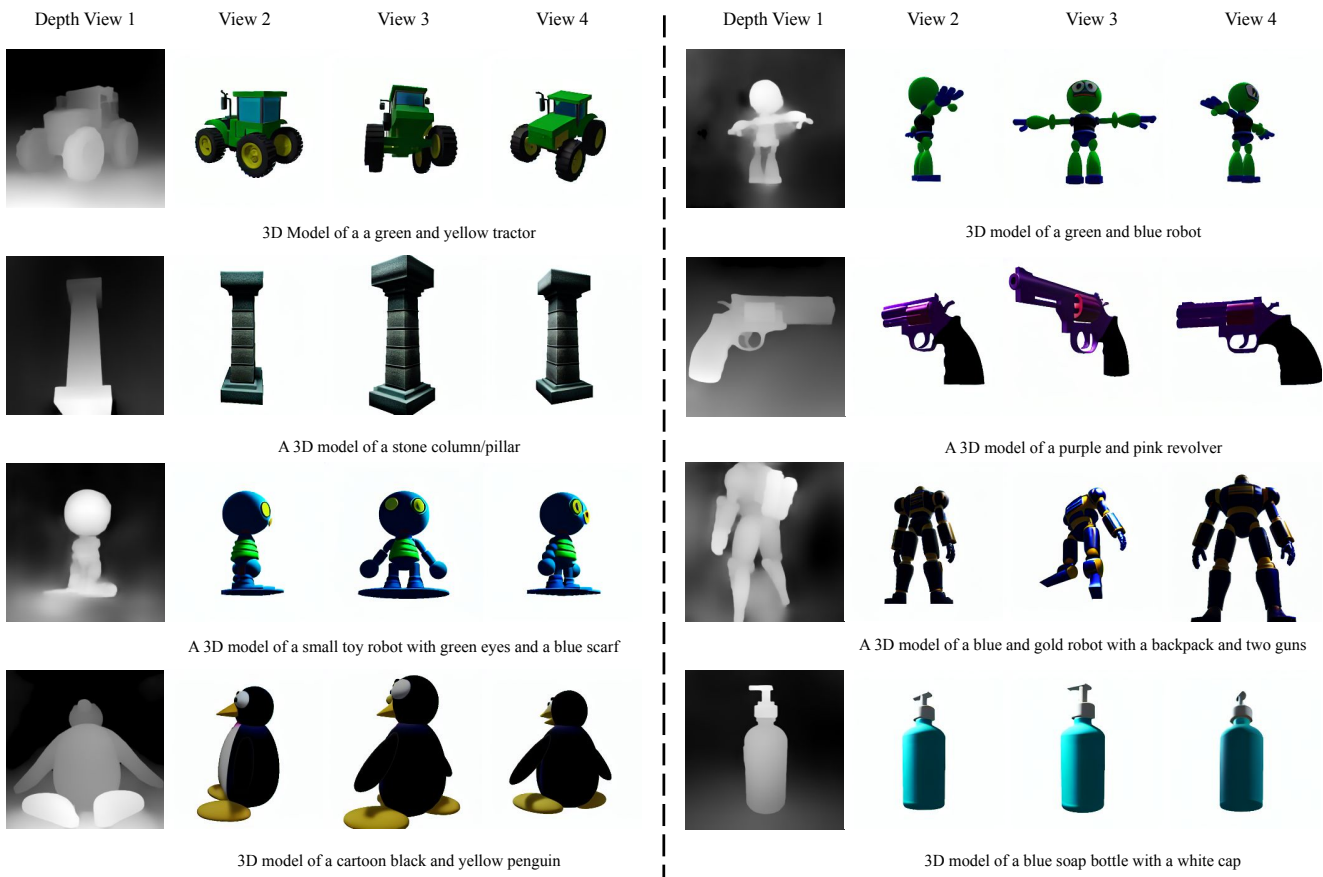 Depth View 1 View 2 View 3 View 4
3D Model of a a green and yellow tractor
A 3D model of a stone column/pillar
A 3D model of a small toy robot with green eyes and a blue scarf
3D model of a cartoon black and yellow penguin
Depth View 1 View 2 View 3 View 4
3D model of a green and blue robot
A 3D model of a purple and pink revolver
A 3D model of a blue and gold robot with a backpack and two guns
3D model of a blue soap bottle with a white cap